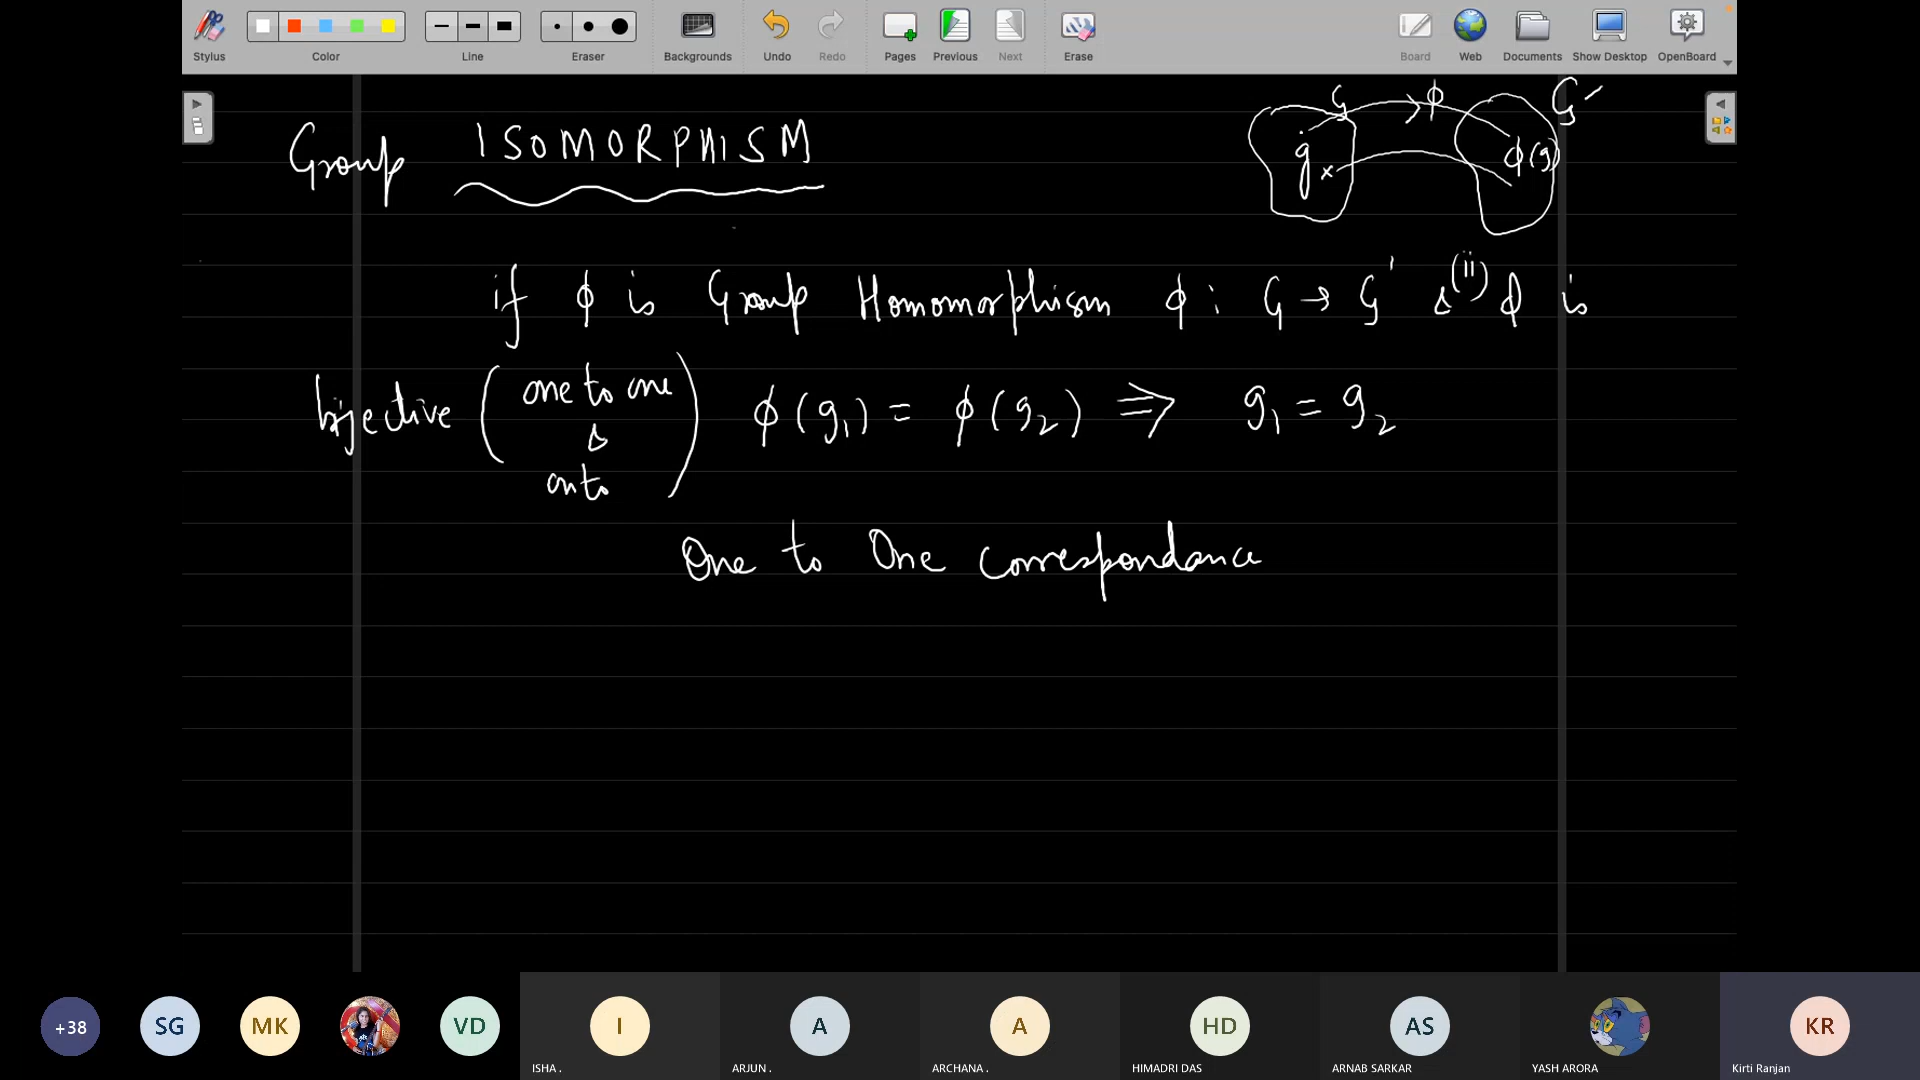 Stylus Color Line Eraser Backgrounds Undo Redo Pages Previous Next Erase Board Web Documents Show Desktop OpenBoard
G φ G'
g φ(g)
x
Group ISOMORPHISM
if φ is Group Homomorphism φ : G → G' & (ii) φ is
bijective ( one to one & onto ) φ(g₁) = φ(g₂) ⇒ g₁ = g₂
One to One correspondance
+38 SG MK VD I A A HD AS KR
ISHA . ARJUN . ARCHANA . HIMADRI DAS ARNAB SARKAR YASH ARORA Kirti Ranjan